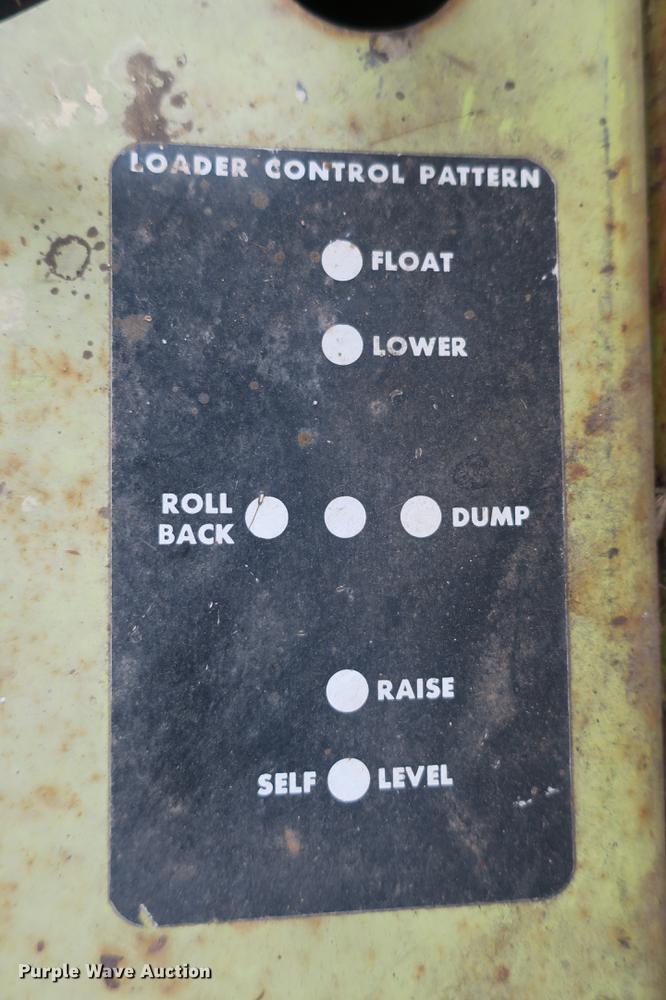 LOADER CONTROL PATTERN
FLOAT
LOWER
ROLL
BACK
DUMP
RAISE
SELF LEVEL
Purple Wave Auction